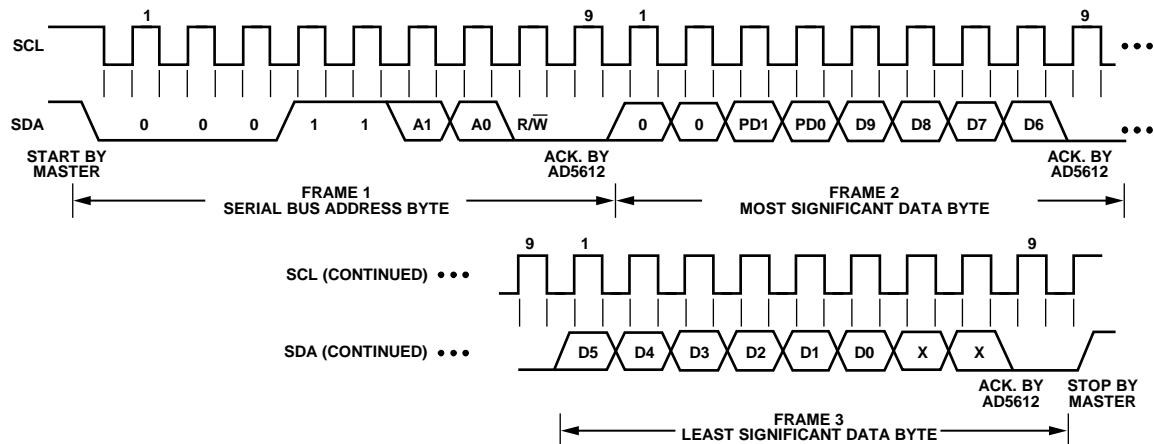 1 9 1 9
SCL
SDA 0 0 0 1 1 A1 A0 R/W̅ 0 0 PD1 PD0 D9 D8 D7 D6
START BY
MASTER
ACK. BY
AD5612
ACK. BY
AD5612
FRAME 1
SERIAL BUS ADDRESS BYTE
FRAME 2
MOST SIGNIFICANT DATA BYTE
9 1 9
SCL (CONTINUED)
SDA (CONTINUED) D5 D4 D3 D2 D1 D0 X X
ACK. BY
AD5612
STOP BY
MASTER
FRAME 3
LEAST SIGNIFICANT DATA BYTE